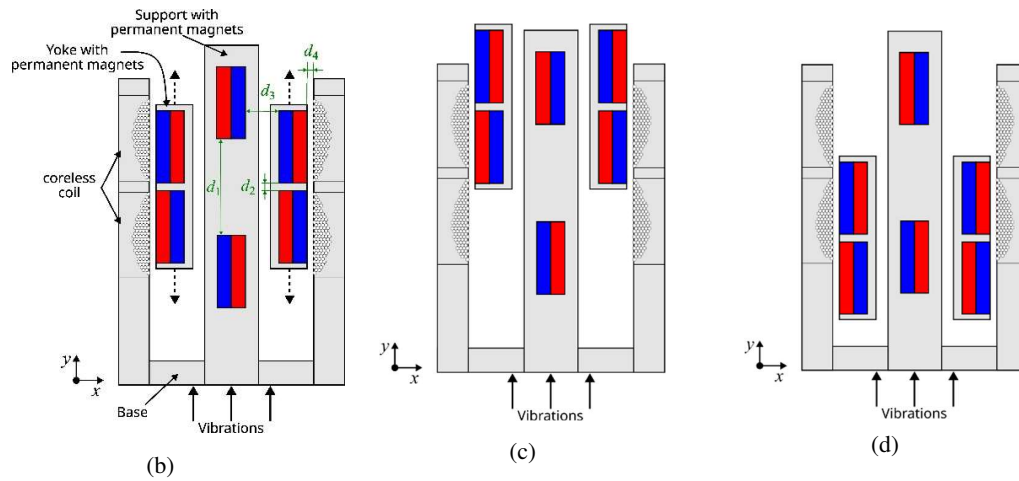 Support with
permanent magnets
Yoke with
permanent magnets
d4
d3
coreless
coil
d1
d2
y
x
Base
Vibrations
(b)
y
x
Vibrations
(c)
y
x
Vibrations
(d)